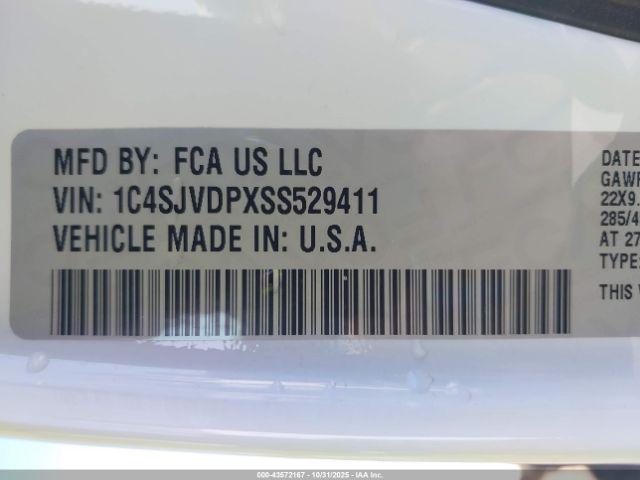 MFD BY: FCA US LLC
VIN: 1C4SJVDPXSS529411
VEHICLE MADE IN: U.S.A.
DATE
GAWR
22X9.
285/4
AT 27
TYPE:
THIS
000-43572167 - 10/31/2025 - IAA Inc.